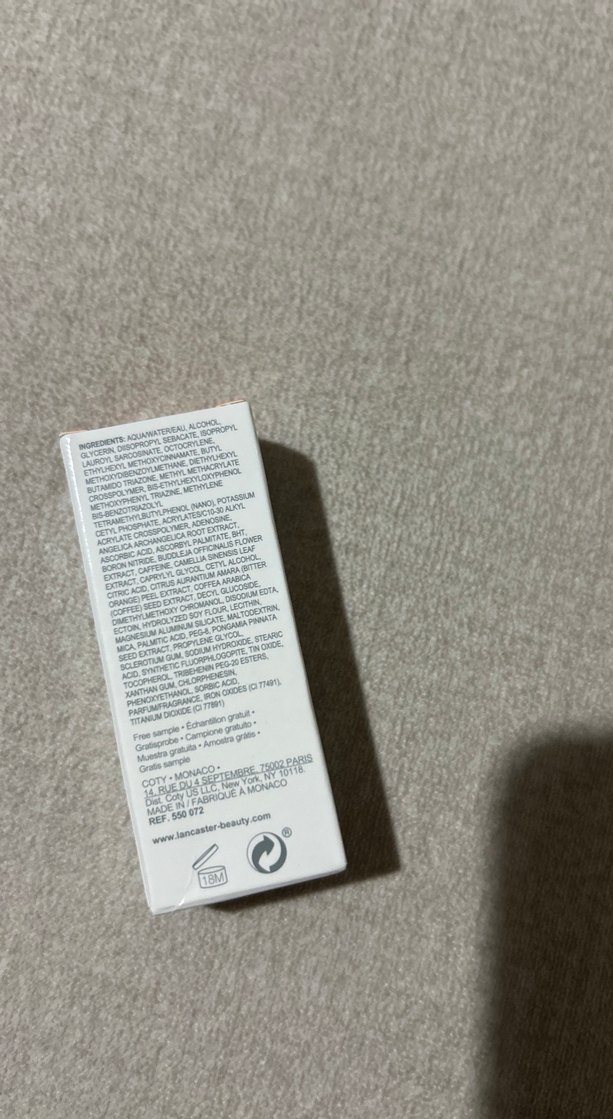 INGREDIENTS: AQUA/WATER/EAU, ALCOHOL,
GLYCERIN, DIISOPROPYL SEBACATE, ISOPROPYL
LAUROYL SARCOSINATE, OCTOCRYLENE,
ETHYLHEXYL METHOXYCINNAMATE, BUTYL
METHOXYDIBENZOYLMETHANE, DIETHYLHEXYL
BUTAMIDO TRIAZONE, METHYL METHACRYLATE
CROSSPOLYMER, BIS-ETHYLHEXYLOXYPHENOL
METHOXYPHENYL TRIAZINE, METHYLENE
BIS-BENZOTRIAZOLYL
TETRAMETHYLBUTYLPHENOL (NANO), POTASSIUM
CETYL PHOSPHATE, ACRYLATES/C10-30 ALKYL
ACRYLATE CROSSPOLYMER, ADENOSINE,
ANGELICA ARCHANGELICA ROOT EXTRACT,
ASCORBIC ACID, ASCORBYL PALMITATE, BHT,
BORON NITRIDE, BUDDLEJA OFFICINALIS FLOWER
EXTRACT, CAFFEINE, CAMELLIA SINENSIS LEAF
EXTRACT, CAPRYLYL GLYCOL, CETYL ALCOHOL,
CITRIC ACID, CITRUS AURANTIUM AMARA (BITTER
ORANGE) PEEL EXTRACT, COFFEA ARABICA
(COFFEE) SEED EXTRACT, DECYL GLUCOSIDE,
DIMETHYLMETHOXY CHROMANOL, DISODIUM EDTA,
ECTOIN, HYDROLYZED SOY FLOUR, LECITHIN,
MAGNESIUM ALUMINUM SILICATE, MALTODEXTRIN,
MICA, PALMITIC ACID, PEG-8, PONGAMIA PINNATA
SEED EXTRACT, PROPYLENE GLYCOL,
SCLEROTIUM GUM, SODIUM HYDROXIDE, STEARIC
ACID, SYNTHETIC FLUORPHLOGOPITE, TIN OXIDE,
TOCOPHEROL, TRIBEHENIN PEG-20 ESTERS,
XANTHAN GUM, CHLORPHENESIN,
PHENOXYETHANOL, SORBIC ACID,
PARFUM/FRAGRANCE, IRON OXIDES (CI 77491),
TITANIUM DIOXIDE (CI 77891)
Free sample • Échantillon gratuit •
Gratisprobe • Campione gratuito •
Muestra gratuita • Amostra grátis •
Gratis sample
COTY • MONACO •
14, RUE DU 4 SEPTEMBRE, 75002 PARIS
Dist. Coty US LLC, New York, NY 10118.
MADE IN / FABRIQUÉ À MONACO
REF. 550 072
www.lancaster-beauty.com
18M
®